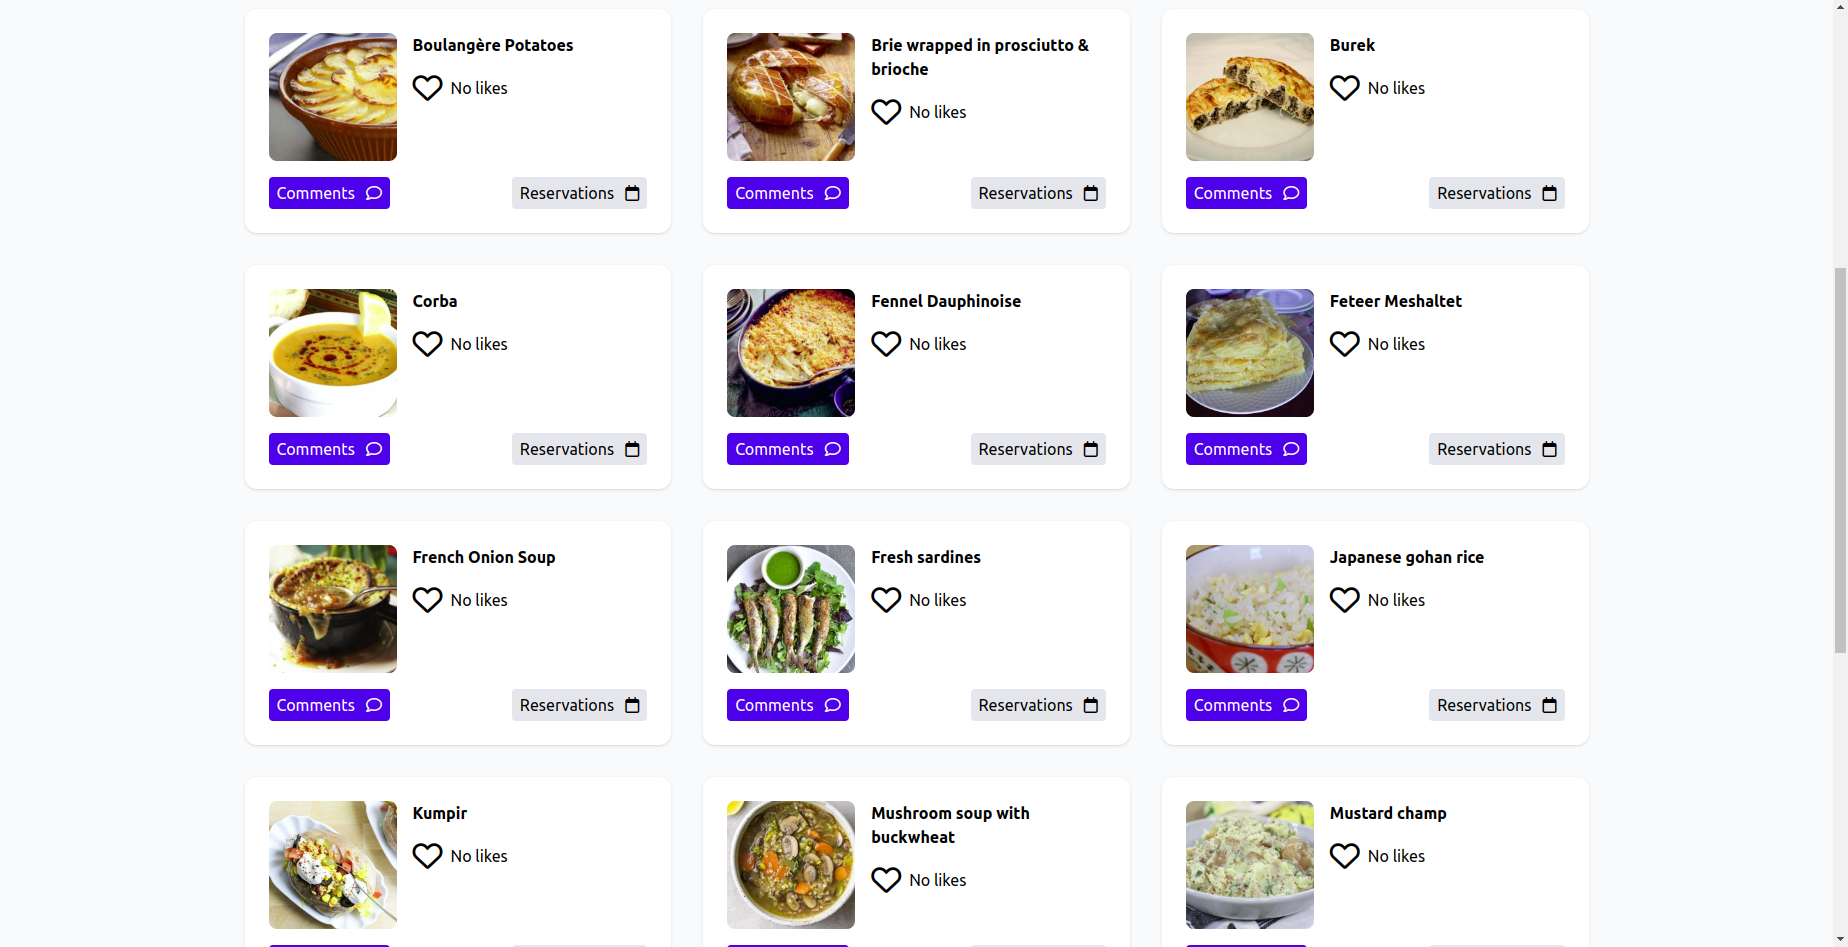 Boulangère Potatoes
No likes
Comments
Reservations
Brie wrapped in prosciutto &
brioche
No likes
Comments
Reservations
Burek
No likes
Comments
Reservations
Corba
No likes
Comments
Reservations
Fennel Dauphinoise
No likes
Comments
Reservations
Feteer Meshaltet
No likes
Comments
Reservations
French Onion Soup
No likes
Comments
Reservations
Fresh sardines
No likes
Comments
Reservations
Japanese gohan rice
No likes
Comments
Reservations
Kumpir
No likes
Mushroom soup with
buckwheat
No likes
Mustard champ
No likes